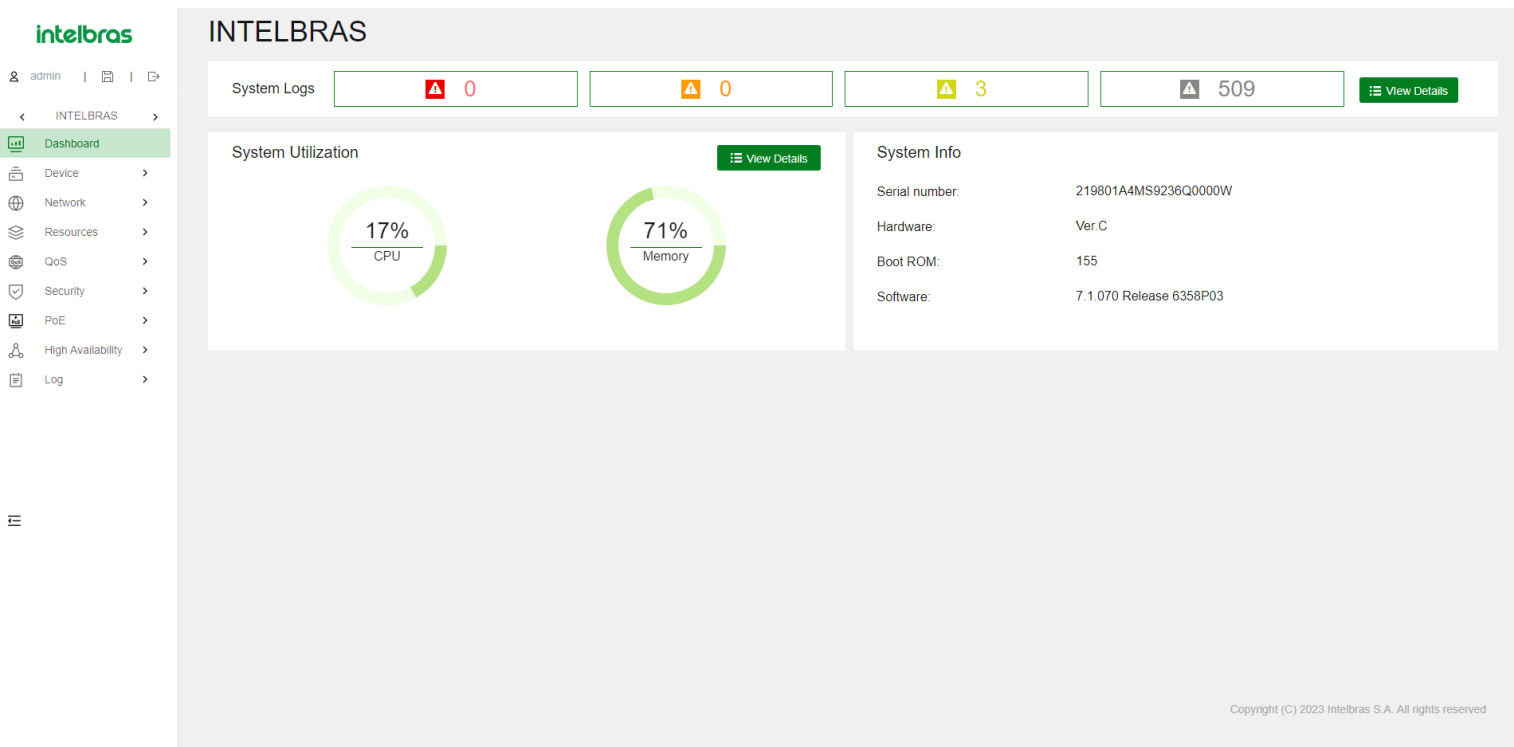 intelbras
INTELBRAS
admin | |
System Logs 0 0 3 509 View Details
INTELBRAS
Dashboard
Device
Network
Resources
QoS
Security
PoE
High Availability
Log
System Utilization View Details
17%
CPU
71%
Memory
System Info
Serial number: 219801A4MS9236Q0000W
Hardware: Ver.C
Boot ROM: 155
Software: 7.1.070 Release 6358P03
Copyright (C) 2023 Intelbras S.A. All rights reserved